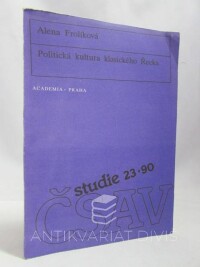 Alena Frolíková
Politická kultura klasického Řecka
ACADEMIA · PRAHA
studie 23·90
ČSAV
ANTIKVARIÁT DIVIŠ